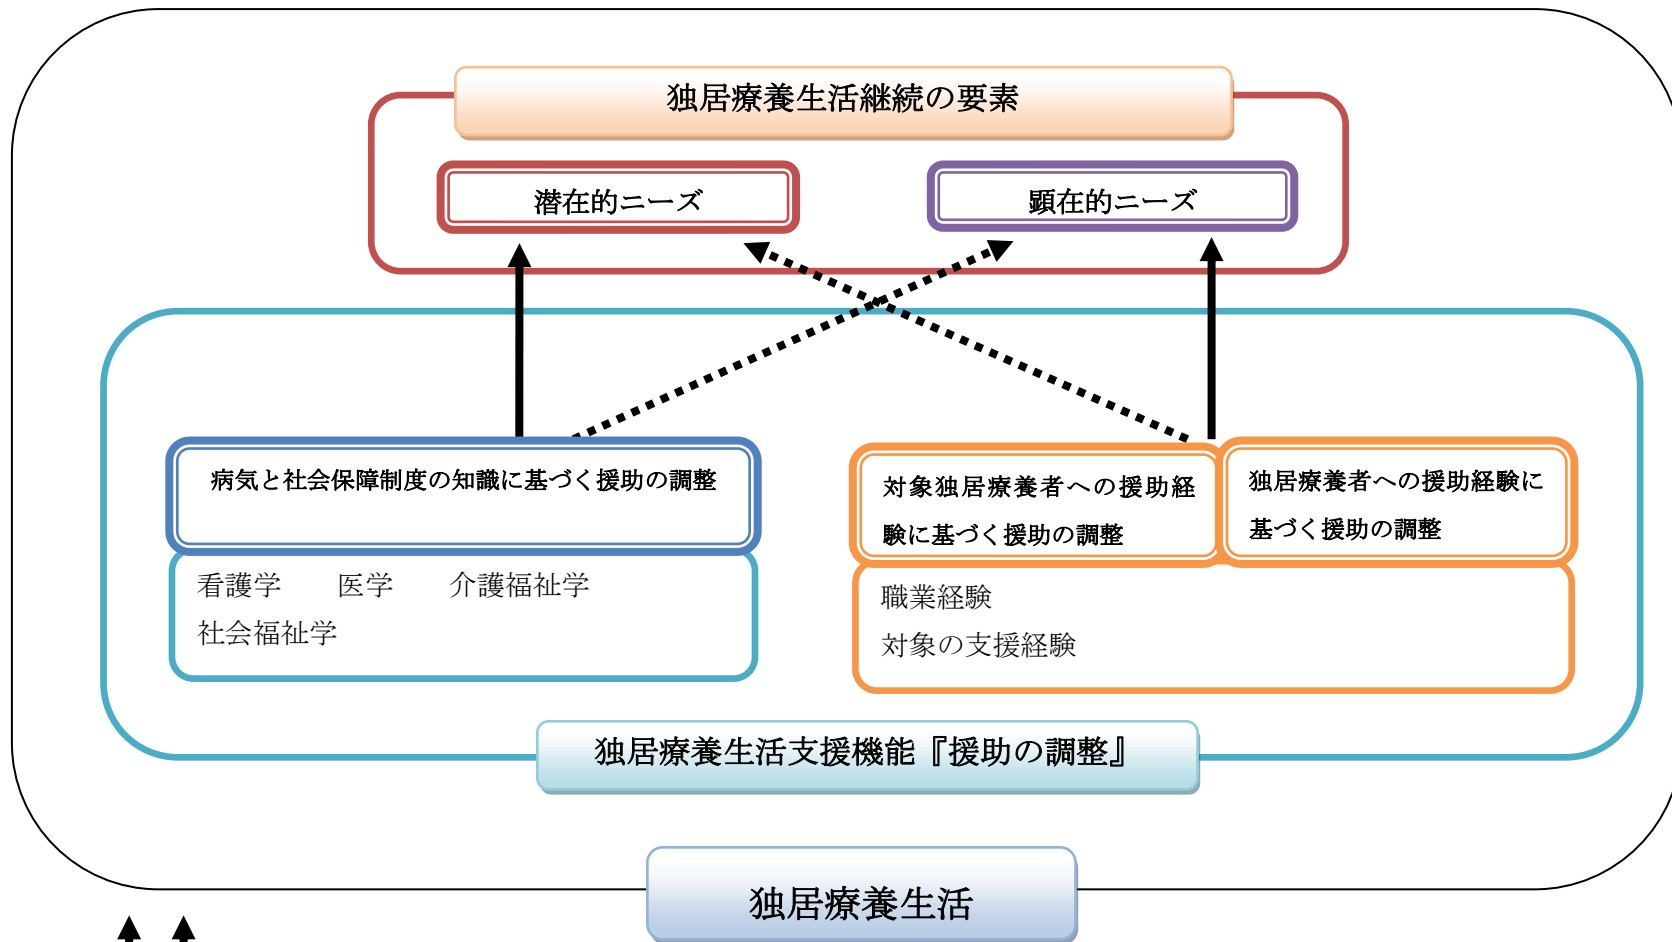 独居療養生活継続の要素
潜在的ニーズ
顕在的ニーズ
病気と社会保障制度の知識に基づく援助の調整
対象独居療養者への援助経
験に基づく援助の調整
独居療養者への援助経験に
基づく援助の調整
看護学　　医学　　介護福祉学
社会福祉学
職業経験
対象の支援経験
独居療養生活支援機能『援助の調整』
独居療養生活